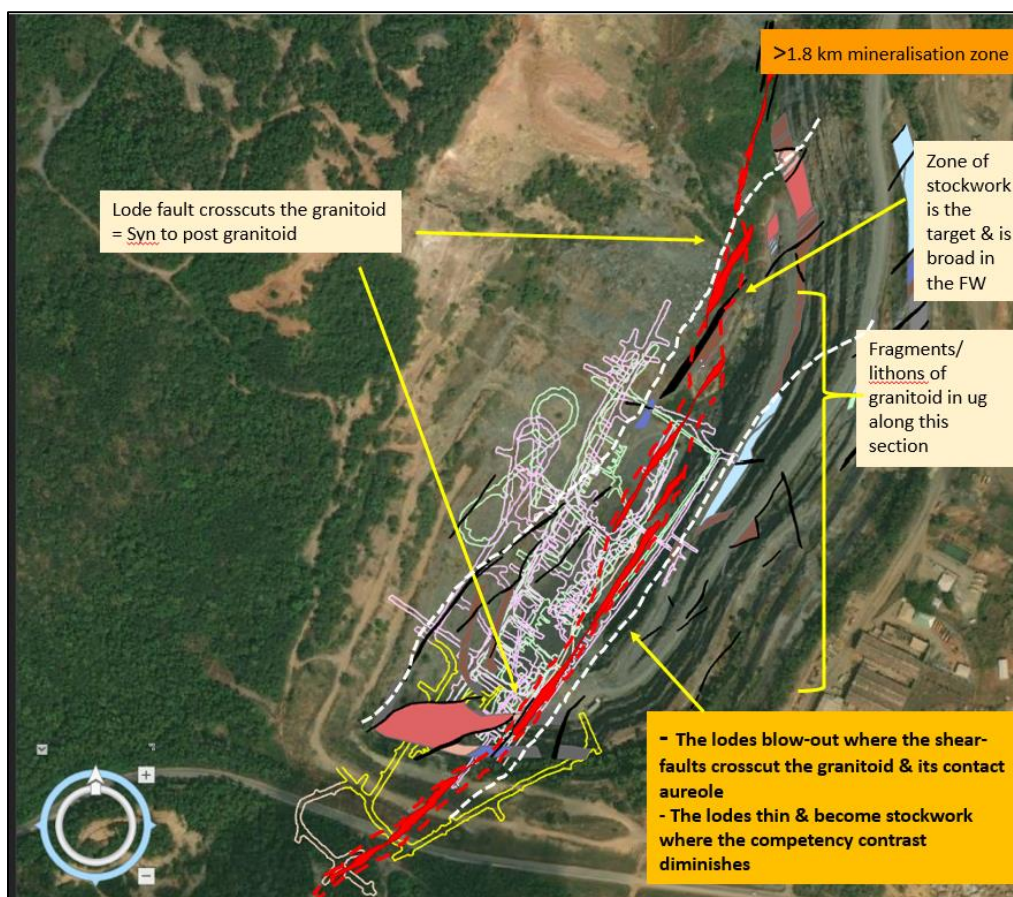 >1.8 km mineralisation zone
Zone of
stockwork
is the
target & is
broad in
the FW
Lode fault crosscuts the granitoid
= Syn to post granitoid
Fragments/
lithons of
granitoid in ug
along this
section
- The lodes blow-out where the shear-
faults crosscut the granitoid & its contact
aureole
- The lodes thin & become stockwork
where the competency contrast
diminishes